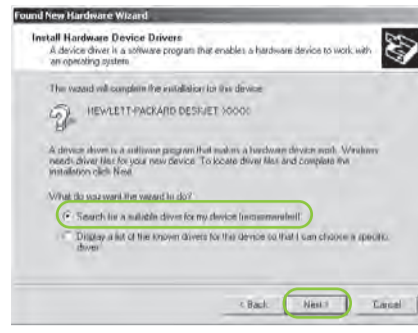 Found New Hardware Wizard
Install Hardware Device Drivers
A device driver is a software program that enables a hardware device to work with
an operating system.
This wizard will complete the installation for this device:
HEWLETT-PACKARD DESKJET XXXXX
A device driver is a software program that makes a hardware device work. Windows
needs driver files for your new device. To locate driver files and complete the
installation click Next.
What do you want the wizard to do?
Search for a suitable driver for my device (recommended)
Display a list of the known drivers for this device so that I can choose a specific
driver
< Back
Next >
Cancel